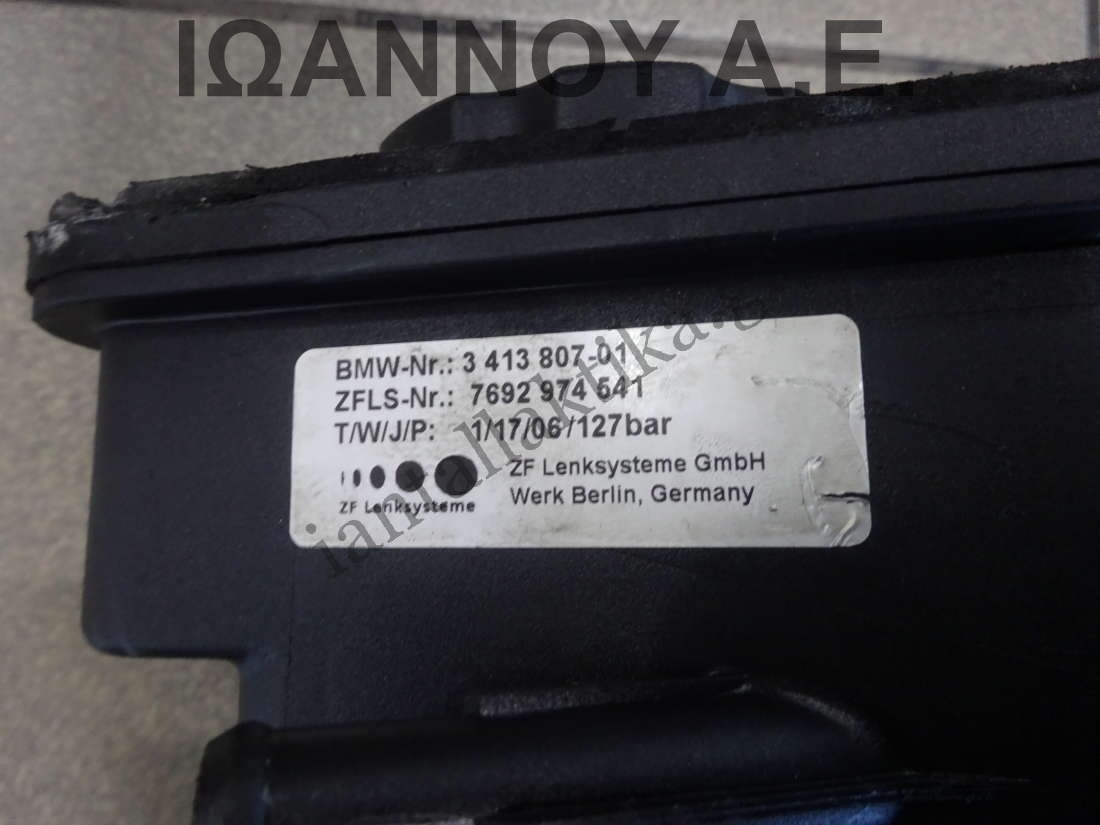 ΙΩΑΝΝΟΥ Α.Ε.
BMW-Nr.: 3 413 807-01
ZFLS-Nr.: 7692 974 541
T/W/J/P: 1/17/06/127bar
ZF Lenksysteme
ZF Lenksysteme GmbH
Werk Berlin, Germany